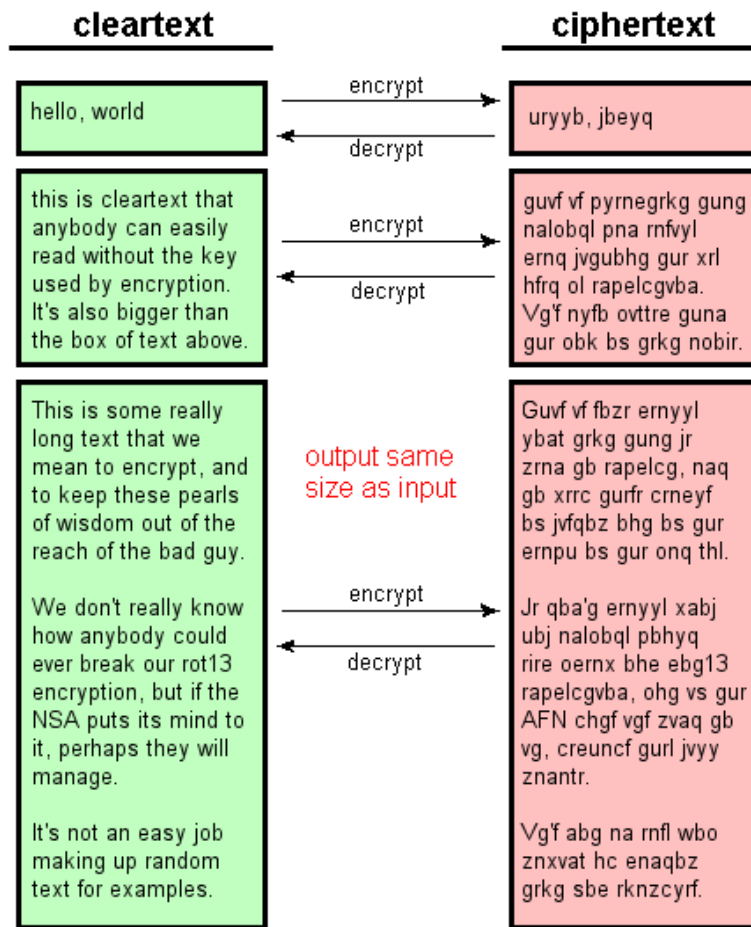 cleartext
ciphertext
hello, world
encrypt
decrypt
uryyb, jbeyq
this is cleartext that
anybody can easily
read without the key
used by encryption.
It's also bigger than
the box of text above.
encrypt
decrypt
guvf vf pyrnegrkg gung
nalobql pna rnfvyl
ernq jvgubhg gur xrl
hfrq ol rapelcgvba.
Vg'f nyfb ovttre guna
gur obk bs grkg nobir.
This is some really
long text that we
mean to encrypt, and
to keep these pearls
of wisdom out of the
reach of the bad guy.
We don't really know
how anybody could
ever break our rot13
encryption, but if the
NSA puts its mind to
it, perhaps they will
manage.
It's not an easy job
making up random
text for examples.
output same
size as input
encrypt
decrypt
Guvf vf fbzr ernyyl
ybat grkg gung jr
zrna gb rapelcg, naq
gb xrrc gurfr crneyf
bs jvfqbz bhg bs gur
ernpu bs gur onq thl.
Jr qba'g ernyyl xabj
ubj nalobql pbhyq
rire oernx bhe ebg13
rapelcgvba, ohg vs gur
AFN chgf vgf zvaq gb
vg, creuncf gurl jvyy
znantr.
Vg'f abg na rnfl wbo
znxvat hc enaqbz
grkg sbe rknzcyrf.